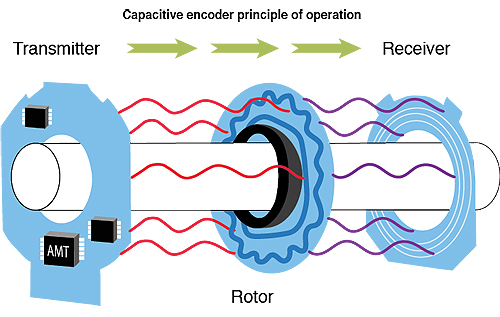 Capacitive encoder principle of operation
Transmitter
Receiver
AMT
Rotor